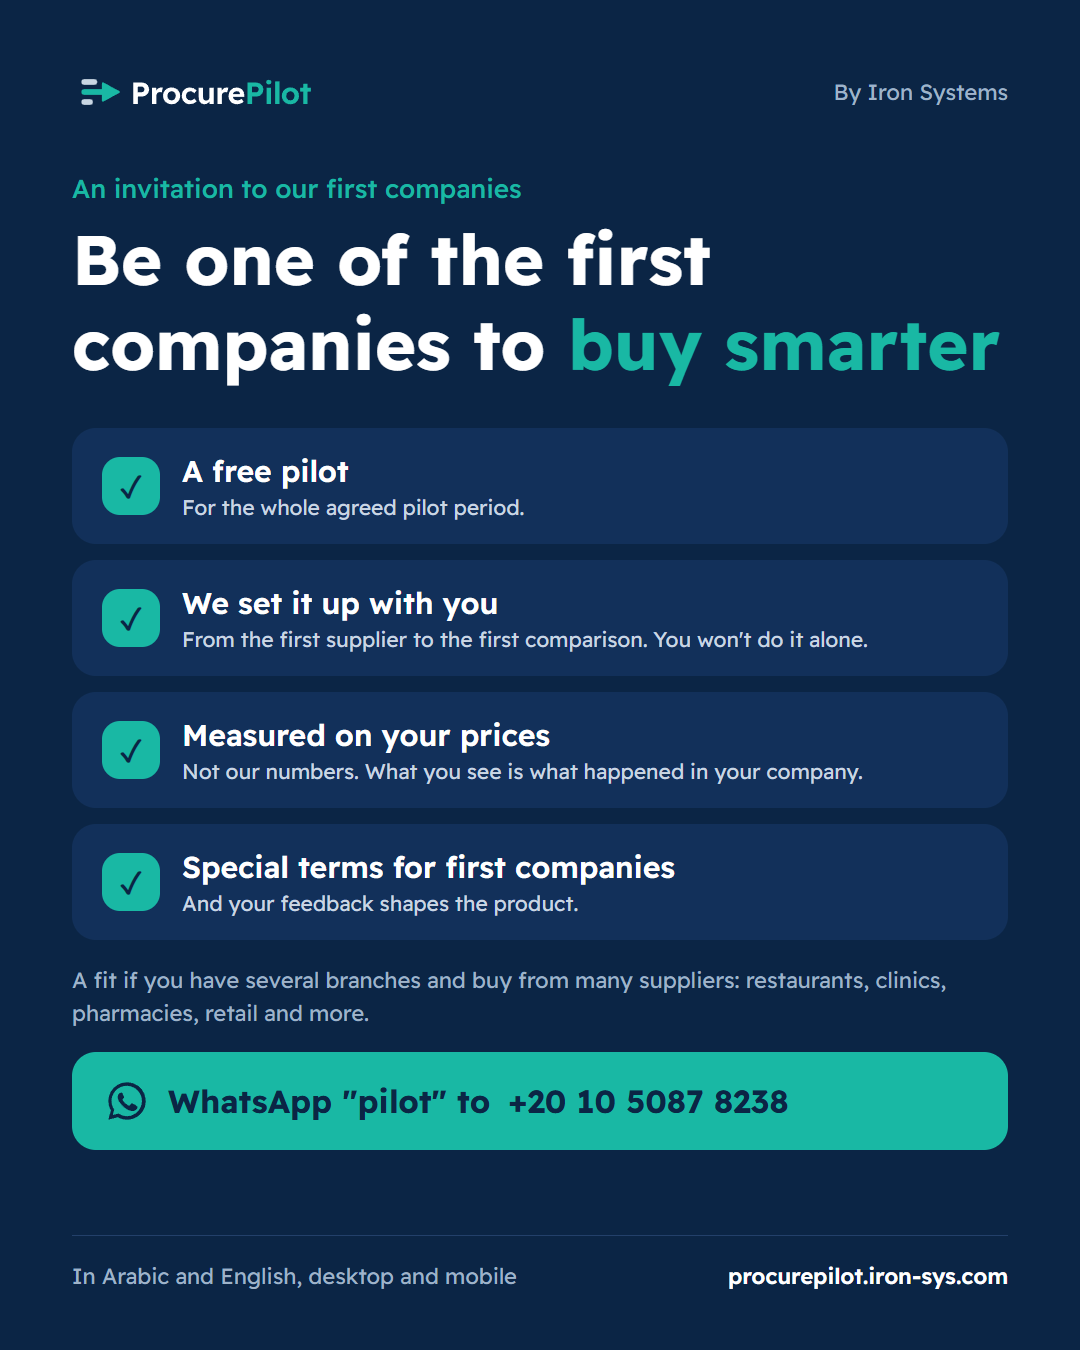 ProcurePilot
By Iron Systems
An invitation to our first companies
Be one of the first
companies to buy smarter
A free pilot
For the whole agreed pilot period.
We set it up with you
From the first supplier to the first comparison. You won't do it alone.
Measured on your prices
Not our numbers. What you see is what happened in your company.
Special terms for first companies
And your feedback shapes the product.
A fit if you have several branches and buy from many suppliers: restaurants, clinics,
pharmacies, retail and more.
WhatsApp "pilot" to +20 10 5087 8238
In Arabic and English, desktop and mobile
procurepilot.iron-sys.com